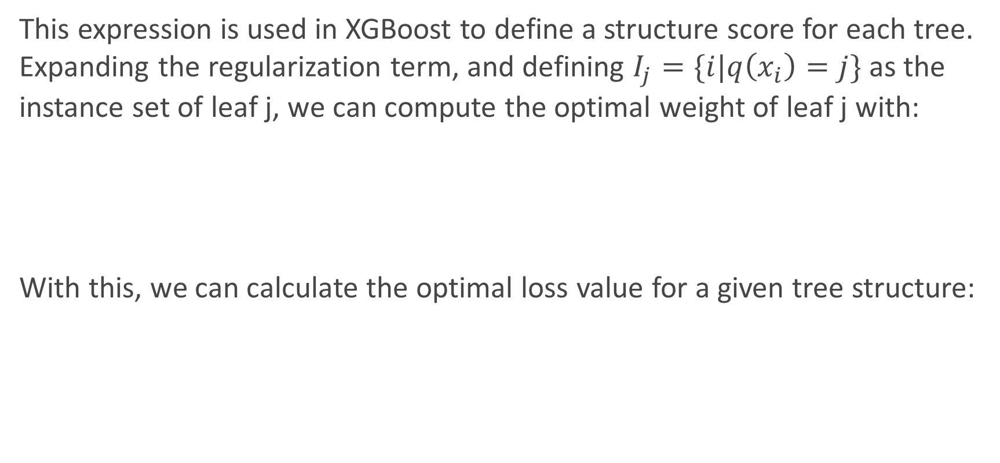 This expression is used in XGBoost to define a structure score for each tree.
Expanding the regularization term, and defining $I_j = \{i|q(x_i) = j\}$ as the
instance set of leaf j, we can compute the optimal weight of leaf j with:
With this, we can calculate the optimal loss value for a given tree structure: